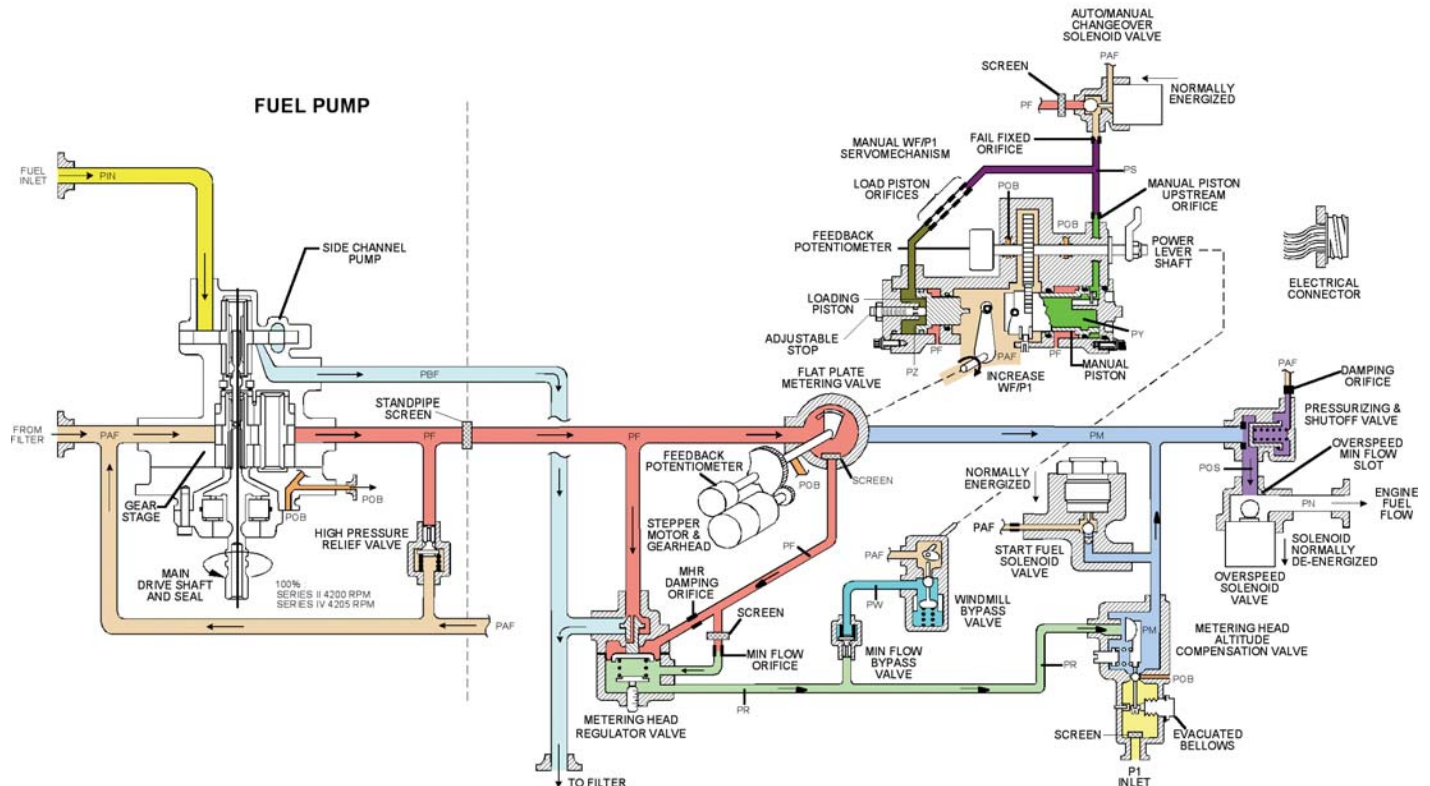 FUEL PUMP
FUEL
INLET
PIN
SIDE CHANNEL
PUMP
PBF
FROM
FILTER
PAF
PF
STANDPIPE
SCREEN
PF
GEAR
STAGE
POB
POB
HIGH PRESSURE
RELIEF VALVE
MAIN
DRIVE SHAFT
AND SEAL
100%
SERIES II 4200 RPM
SERIES IV 4205 RPM
PAF
AUTO/MANUAL
CHANGEOVER
SOLENOID VALVE
PAF
SCREEN
PF
NORMALLY
ENERGIZED
FAIL FIXED
ORIFICE
MANUAL WF/P1
SERVOMECHANISM
LOAD PISTON
ORIFICES
POB
PS
MANUAL PISTON
UPSTREAM
ORIFICE
POB
FEEDBACK
POTENTIOMETER
POWER
LEVER
SHAFT
ELECTRICAL
CONNECTOR
LOADING
PISTON
ADJUSTABLE
STOP
PZ
PF
PAF
PF
PY
MANUAL
PISTON
INCREASE
WF/P1
FLAT PLATE
METERING VALVE
PAF
DAMPING
ORIFICE
PRESSURIZING &
SHUTOFF VALVE
OVERSPEED
MIN FLOW
SLOT
PM
POS
PN
ENGINE
FUEL
FLOW
SOLENOID
NORMALLY
DE-ENERGIZED
OVERSPEED
SOLENOID
VALVE
FEEDBACK
POTENTIOMETER
POB
SCREEN
STEPPER
MOTOR &
GEARHEAD
NORMALLY
ENERGIZED
PAF
START FUEL
SOLENOID
VALVE
PF
PF
MHR
DAMPING
ORIFICE
SCREEN
MIN FLOW
ORIFICE
PAF
PW
WINDMILL
BYPASS
VALVE
MIN FLOW
BYPASS
VALVE
PR
METERING HEAD
REGULATOR VALVE
PR
PM
METERING HEAD
ALTITUDE
COMPENSATION VALVE
POB
SCREEN
EVACUATED
BELLOWS
P1
INLET
TO FILTER